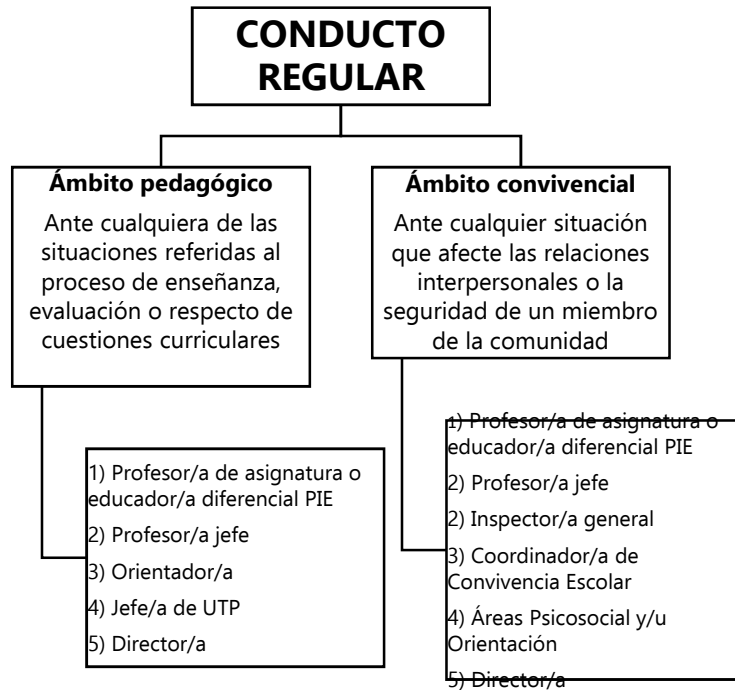 CONDUCTO
REGULAR
Ámbito pedagógico
Ante cualquiera de las
situaciones referidas al
proceso de enseñanza,
evaluación o respecto de
cuestiones curriculares
Ámbito convivencial
Ante cualquier situación
que afecte las relaciones
interpersonales o la
seguridad de un miembro
de la comunidad
1) Profesor/a de asignatura o
educador/a diferencial PIE
2) Profesor/a jefe
3) Orientador/a
4) Jefe/a de UTP
5) Director/a
1) Profesor/a de asignatura o
educador/a diferencial PIE
2) Profesor/a jefe
2) Inspector/a general
3) Coordinador/a de
Convivencia Escolar
4) Áreas Psicosocial y/u
Orientación
5) Director/a